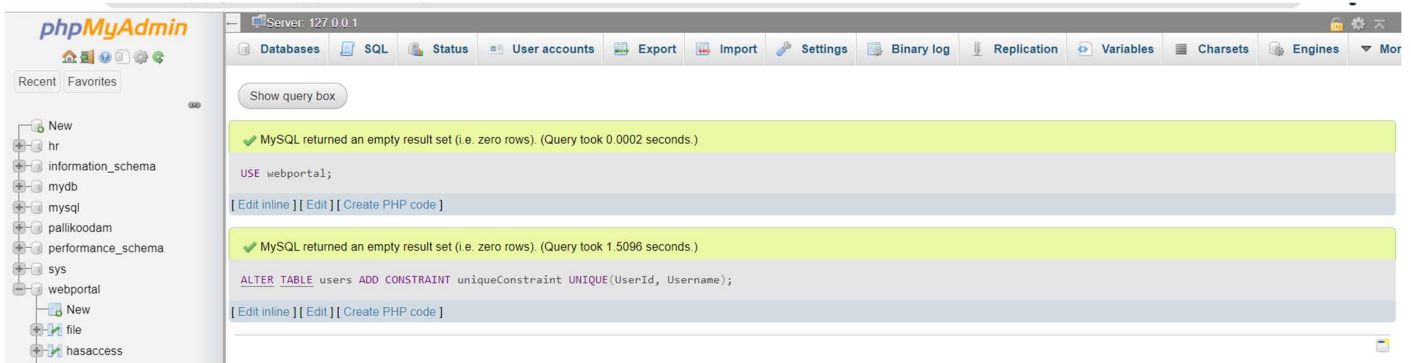 phpMyAdmin
Recent Favorites
New
hr
information_schema
mydb
mysql
pallikoodam
performance_schema
sys
webportal
New
file
hasaccess
Server: 127.0.0.1
Databases SQL Status User accounts Export Import Settings Binary log Replication Variables Charsets Engines Mor
Show query box
MySQL returned an empty result set (i.e. zero rows). (Query took 0.0002 seconds.)
USE webportal;
[ Edit inline ] [ Edit ] [ Create PHP code ]
MySQL returned an empty result set (i.e. zero rows). (Query took 1.5096 seconds.)
ALTER TABLE users ADD CONSTRAINT uniqueConstraint UNIQUE(UserId, Username);
[ Edit inline ] [ Edit ] [ Create PHP code ]